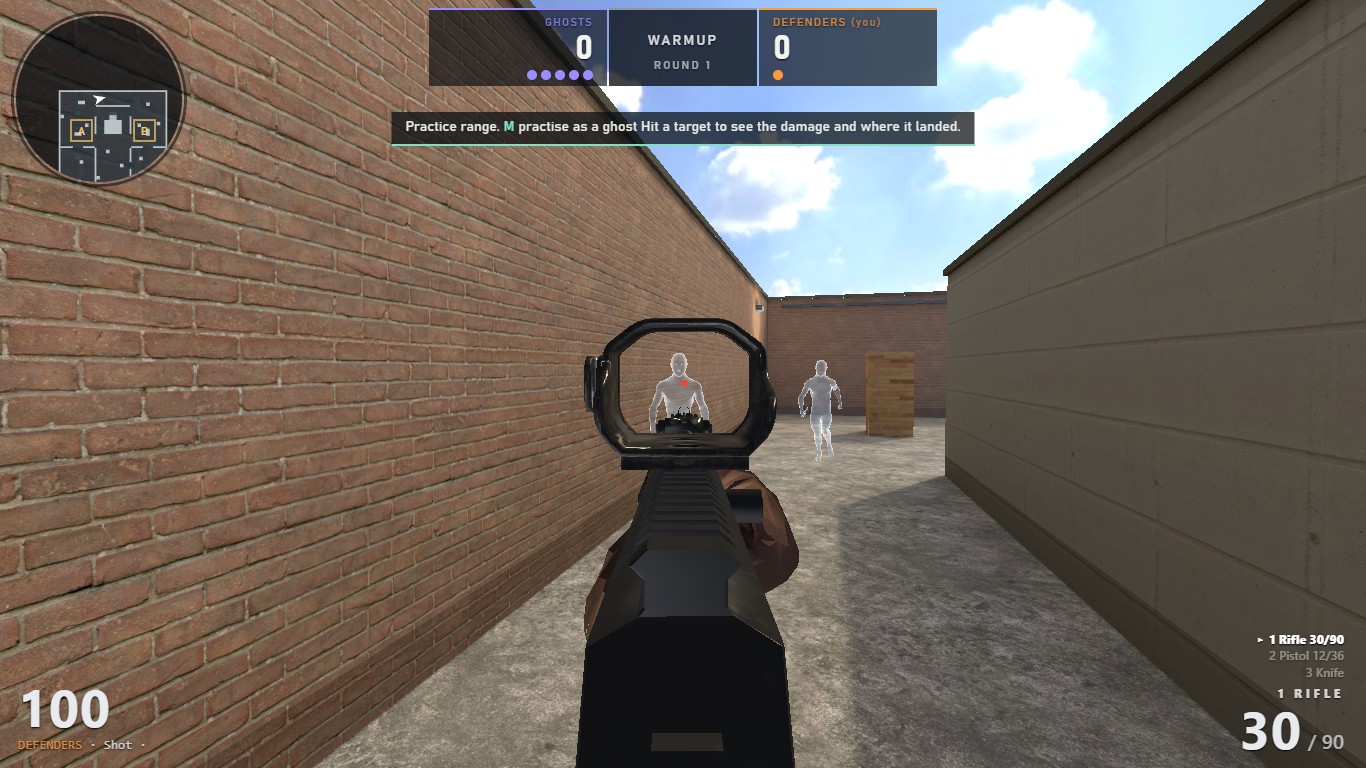 GHOSTS
0
WARMUP
ROUND 1
DEFENDERS (you)
0
Practice range. M practise as a ghost Hit a target to see the damage and where it landed.
A
B
▸ 1 Rifle 30/90
2 Pistol 12/36
3 Knife
1 RIFLE
30 / 90
100
DEFENDERS · Shot ·